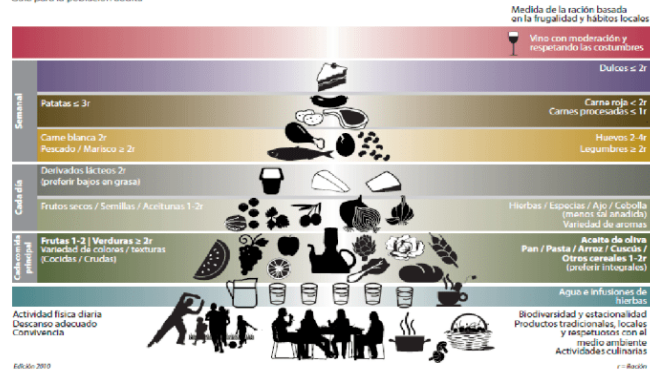 Medida de la ración basada
en la frugalidad y hábitos locales
Vino con moderación y
respetando las costumbres
Semanal
Dulces ≤ 2r
Patatas ≤ 3r
Carne roja < 2r
Carnes procesadas ≤ 1r
Carne blanca 2r
Pescado / Marisco ≥ 2r
Huevos 2-4r
Legumbres ≥ 2r
Cada día
Derivados lácteos 2r
(preferir bajos en grasa)
Frutos secos / Semillas / Aceitunas 1-2r
Hierbas / Especias / Ajo / Cebolla
(menos sal añadida)
Variedad de aromas
Cada comida
principal
Frutas 1-2 | Verduras ≥ 2r
Variedad de colores / texturas
(Cocidas / Crudas)
Aceite de oliva
Pan / Pasta / Arroz / Cuscús /
Otros cereales 1-2r
(preferir integrales)
Agua e infusiones de
hierbas
Actividad física diaria
Descanso adecuado
Convivencia
Biodiversidad y estacionalidad
Productos tradicionales, locales
y respetuosos con el
medio ambiente
Actividades culinarias
Edición 2010
r = Ración